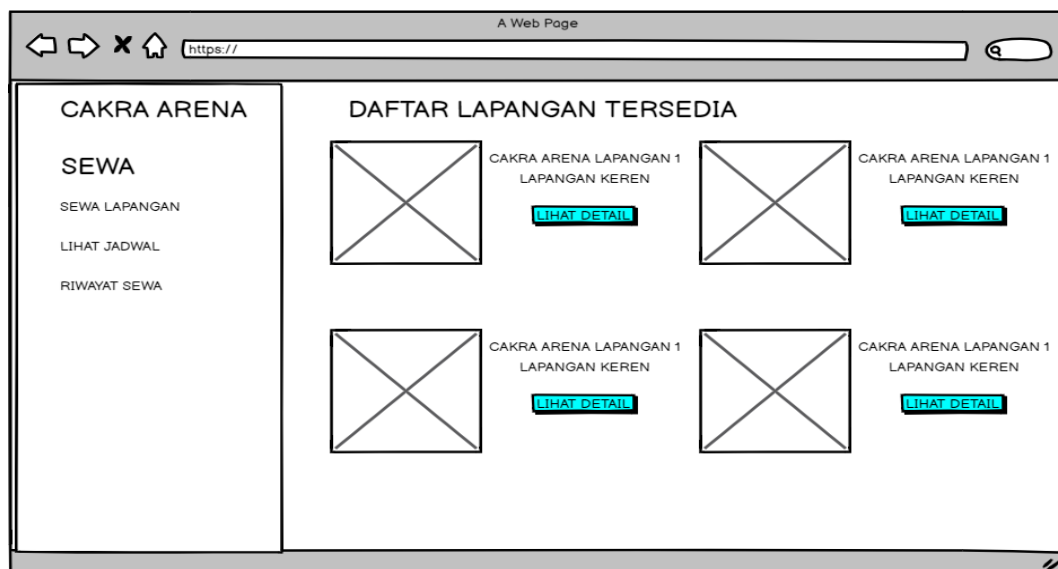 A Web Page
https://
CAKRA ARENA
SEWA
SEWA LAPANGAN
LIHAT JADWAL
RIWAYAT SEWA
DAFTAR LAPANGAN TERSEDIA
CAKRA ARENA LAPANGAN 1
LAPANGAN KEREN
LIHAT DETAIL
CAKRA ARENA LAPANGAN 1
LAPANGAN KEREN
LIHAT DETAIL
CAKRA ARENA LAPANGAN 1
LAPANGAN KEREN
LIHAT DETAIL
CAKRA ARENA LAPANGAN 1
LAPANGAN KEREN
LIHAT DETAIL